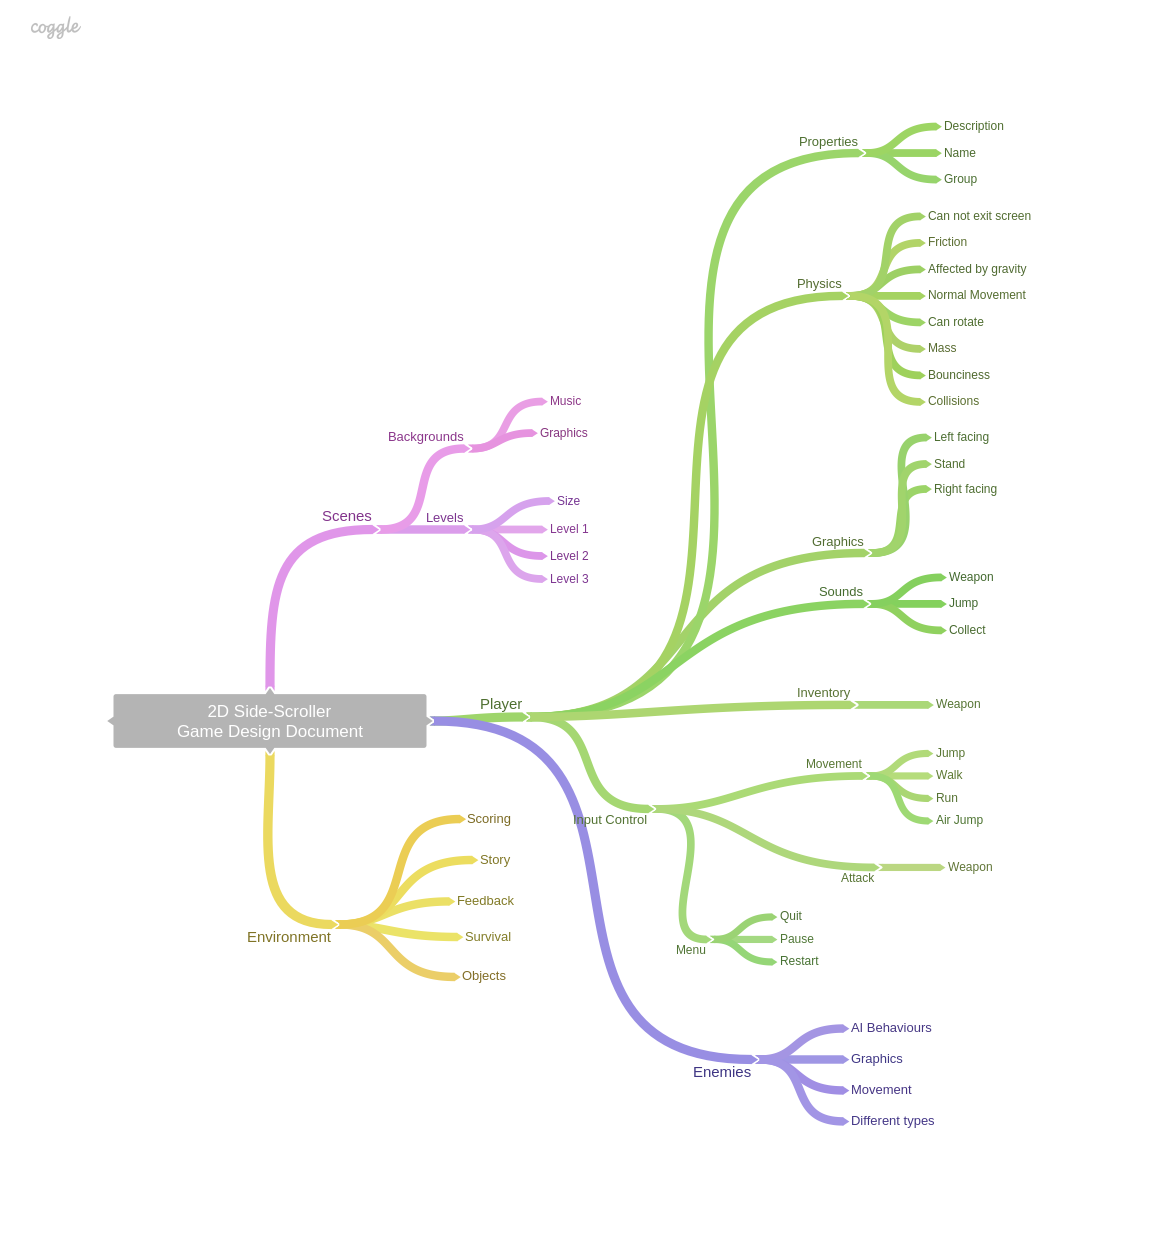 coggle
2D Side-Scroller
Game Design Document
Scenes
Backgrounds
Music
Graphics
Levels
Size
Level 1
Level 2
Level 3
Player
Properties
Description
Name
Group
Physics
Can not exit screen
Friction
Affected by gravity
Normal Movement
Can rotate
Mass
Bounciness
Collisions
Graphics
Left facing
Stand
Right facing
Sounds
Weapon
Jump
Collect
Inventory
Weapon
Input Control
Movement
Jump
Walk
Run
Air Jump
Attack
Weapon
Menu
Quit
Pause
Restart
Environment
Scoring
Story
Feedback
Survival
Objects
Enemies
AI Behaviours
Graphics
Movement
Different types